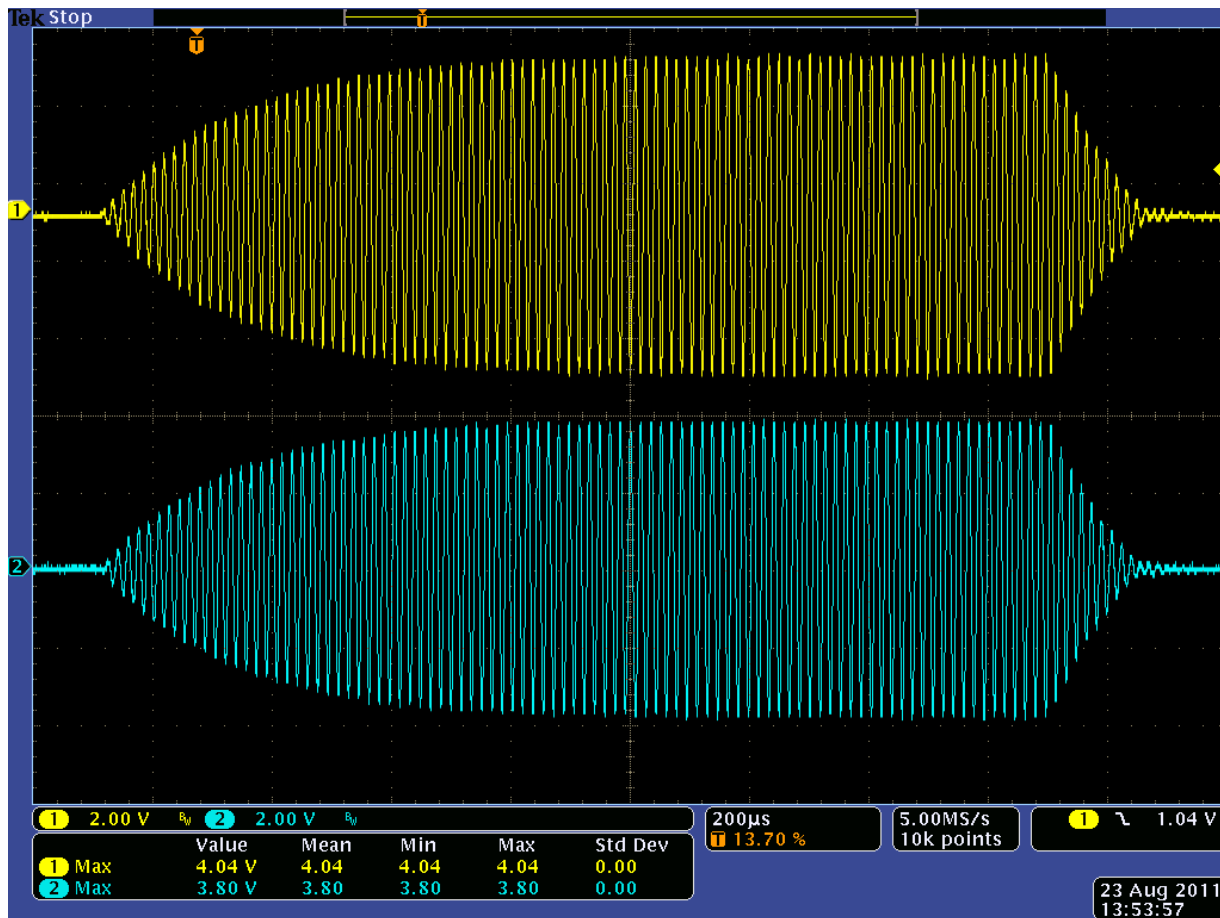 Tek Stop
T
T
1
2
1 2.00 V BW 2 2.00 V BW
200µs
T 13.70 %
5.00MS/s
10k points
1 1.04 V
Value Mean Min Max Std Dev
1 Max 4.04 V 4.04 4.04 4.04 0.00
2 Max 3.80 V 3.80 3.80 3.80 0.00
23 Aug 2011
13:53:57